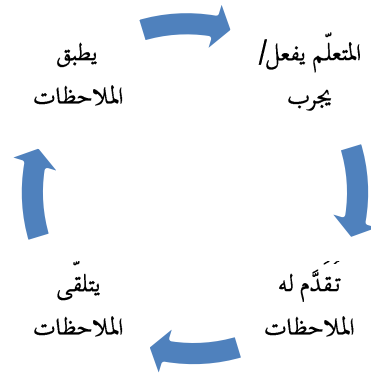 المتعلّم يفعل/
يجرب
تَقَدَّم له
الملاحظات
يتلقّى
الملاحظات
يطبق
الملاحظات